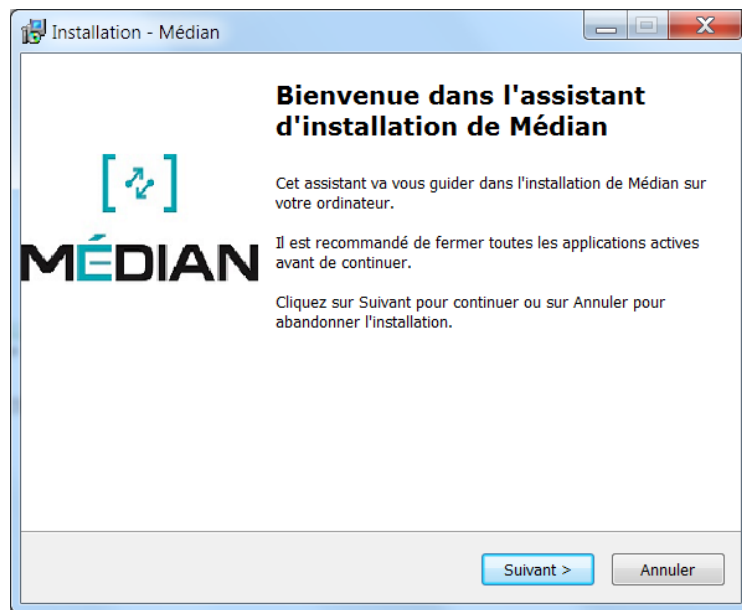 Installation - Médian
Bienvenue dans l'assistant
d'installation de Médian
Cet assistant va vous guider dans l'installation de Médian sur
votre ordinateur.
Il est recommandé de fermer toutes les applications actives
avant de continuer.
Cliquez sur Suivant pour continuer ou sur Annuler pour
abandonner l'installation.
MÉDIAN
Suivant >
Annuler